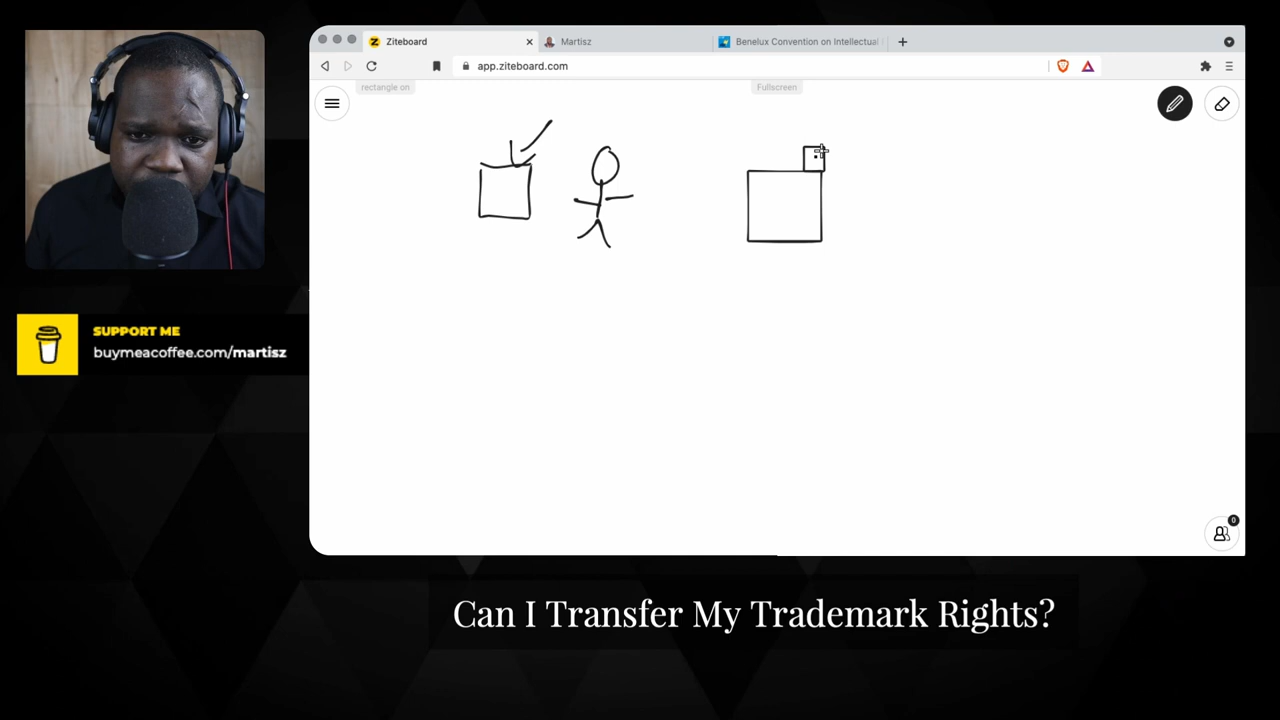 Ziteboard
Martisz
Benelux Convention on Intellectual
app.ziteboard.com
rectangle on
Fullscreen
0
SUPPORT ME
buymeacoffee.com/martisz
Can I Transfer My Trademark Rights?